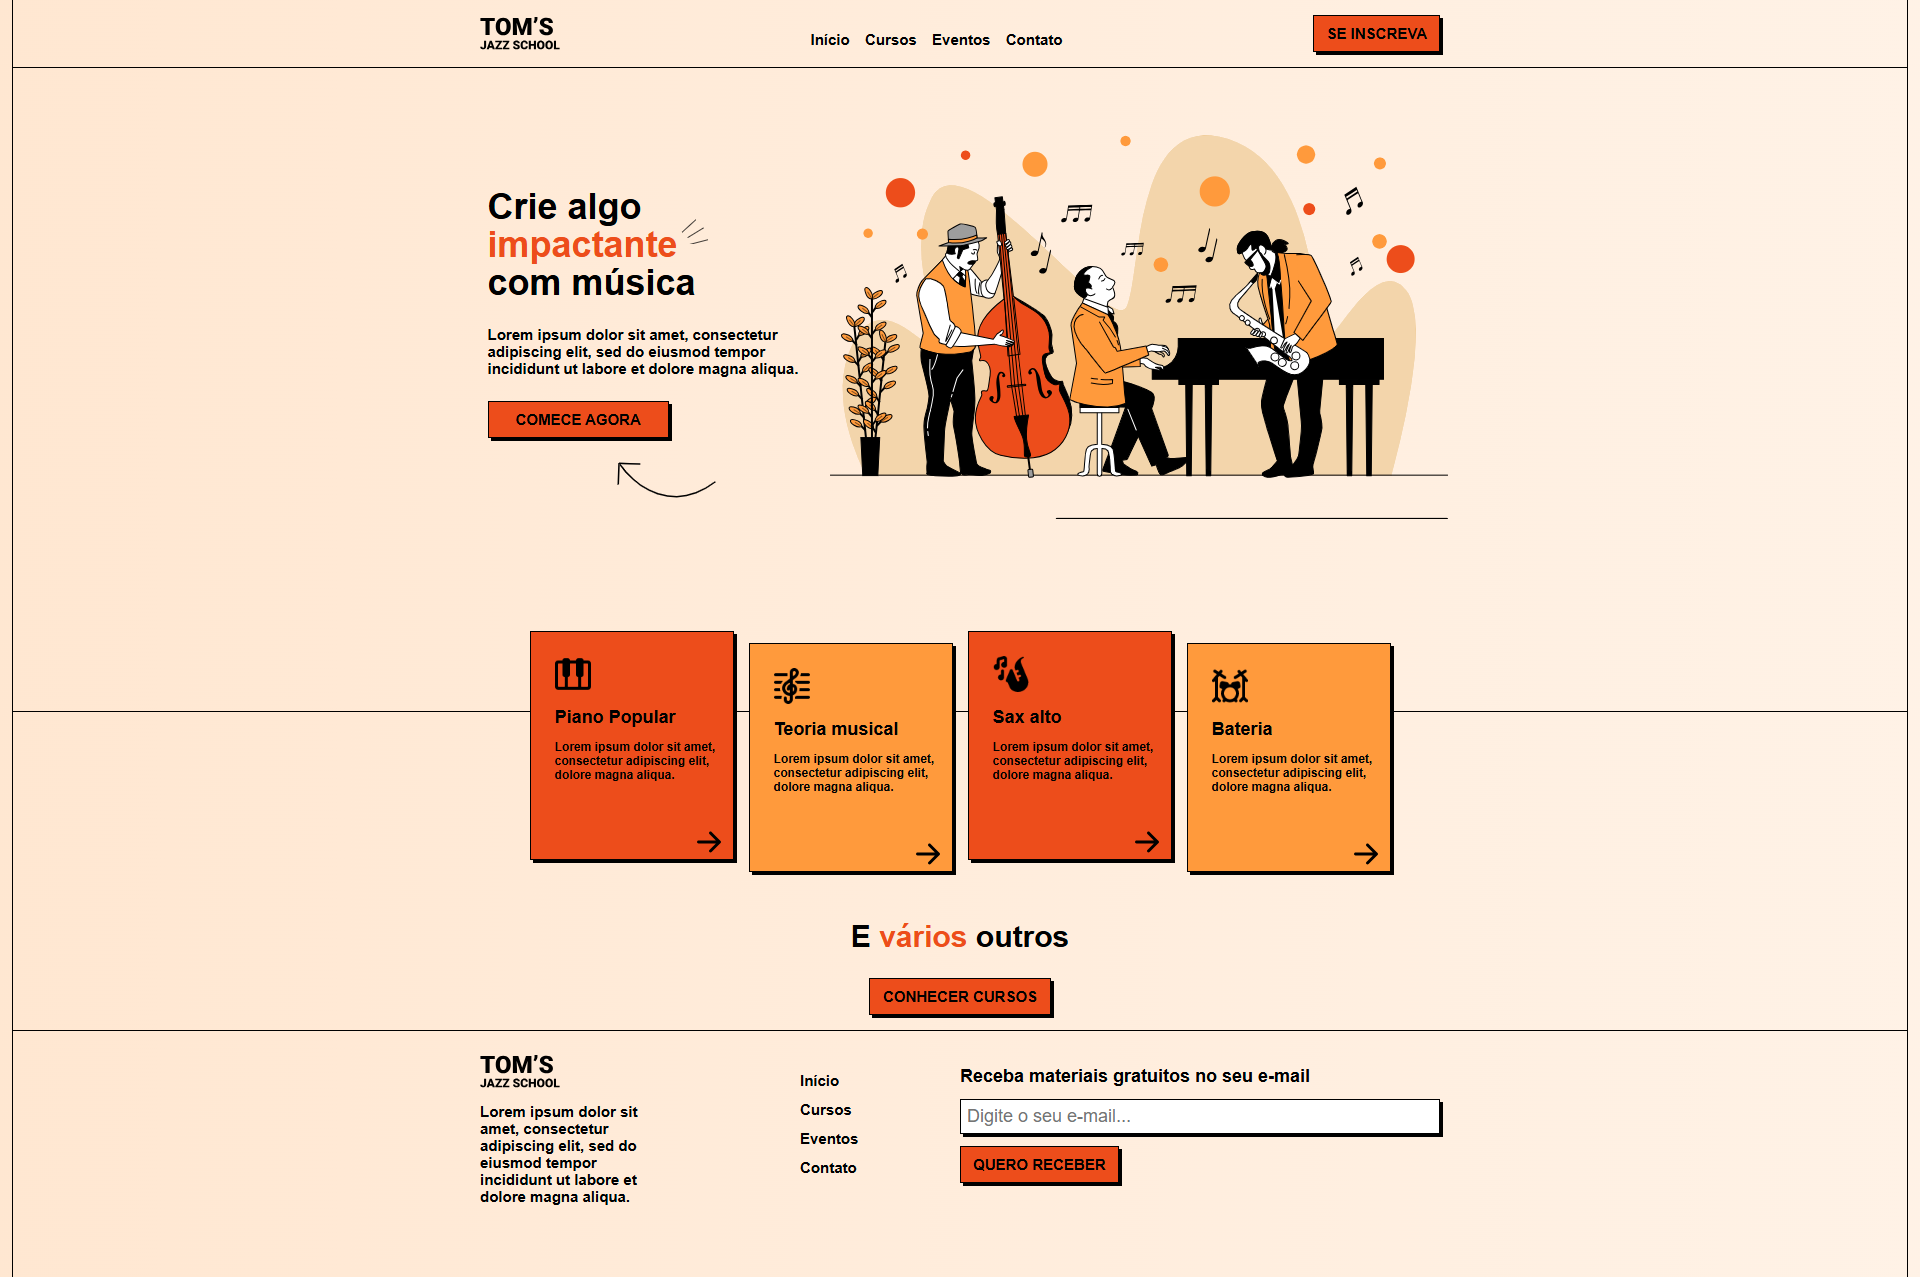 TOM'S
JAZZ SCHOOL
Início
Cursos
Eventos
Contato
SE INSCREVA
Crie algo
impactante
com música
Lorem ipsum dolor sit amet, consectetur
adipiscing elit, sed do eiusmod tempor
incididunt ut labore et dolore magna aliqua.
COMECE AGORA
Piano Popular
Lorem ipsum dolor sit amet,
consectetur adipiscing elit,
dolore magna aliqua.
Teoria musical
Lorem ipsum dolor sit amet,
consectetur adipiscing elit,
dolore magna aliqua.
Sax alto
Lorem ipsum dolor sit amet,
consectetur adipiscing elit,
dolore magna aliqua.
Bateria
Lorem ipsum dolor sit amet,
consectetur adipiscing elit,
dolore magna aliqua.
E vários outros
CONHECER CURSOS
TOM'S
JAZZ SCHOOL
Lorem ipsum dolor sit
amet, consectetur
adipiscing elit, sed do
eiusmod tempor
incididunt ut labore et
dolore magna aliqua.
Início
Cursos
Eventos
Contato
Receba materiais gratuitos no seu e-mail
Digite o seu e-mail...
QUERO RECEBER